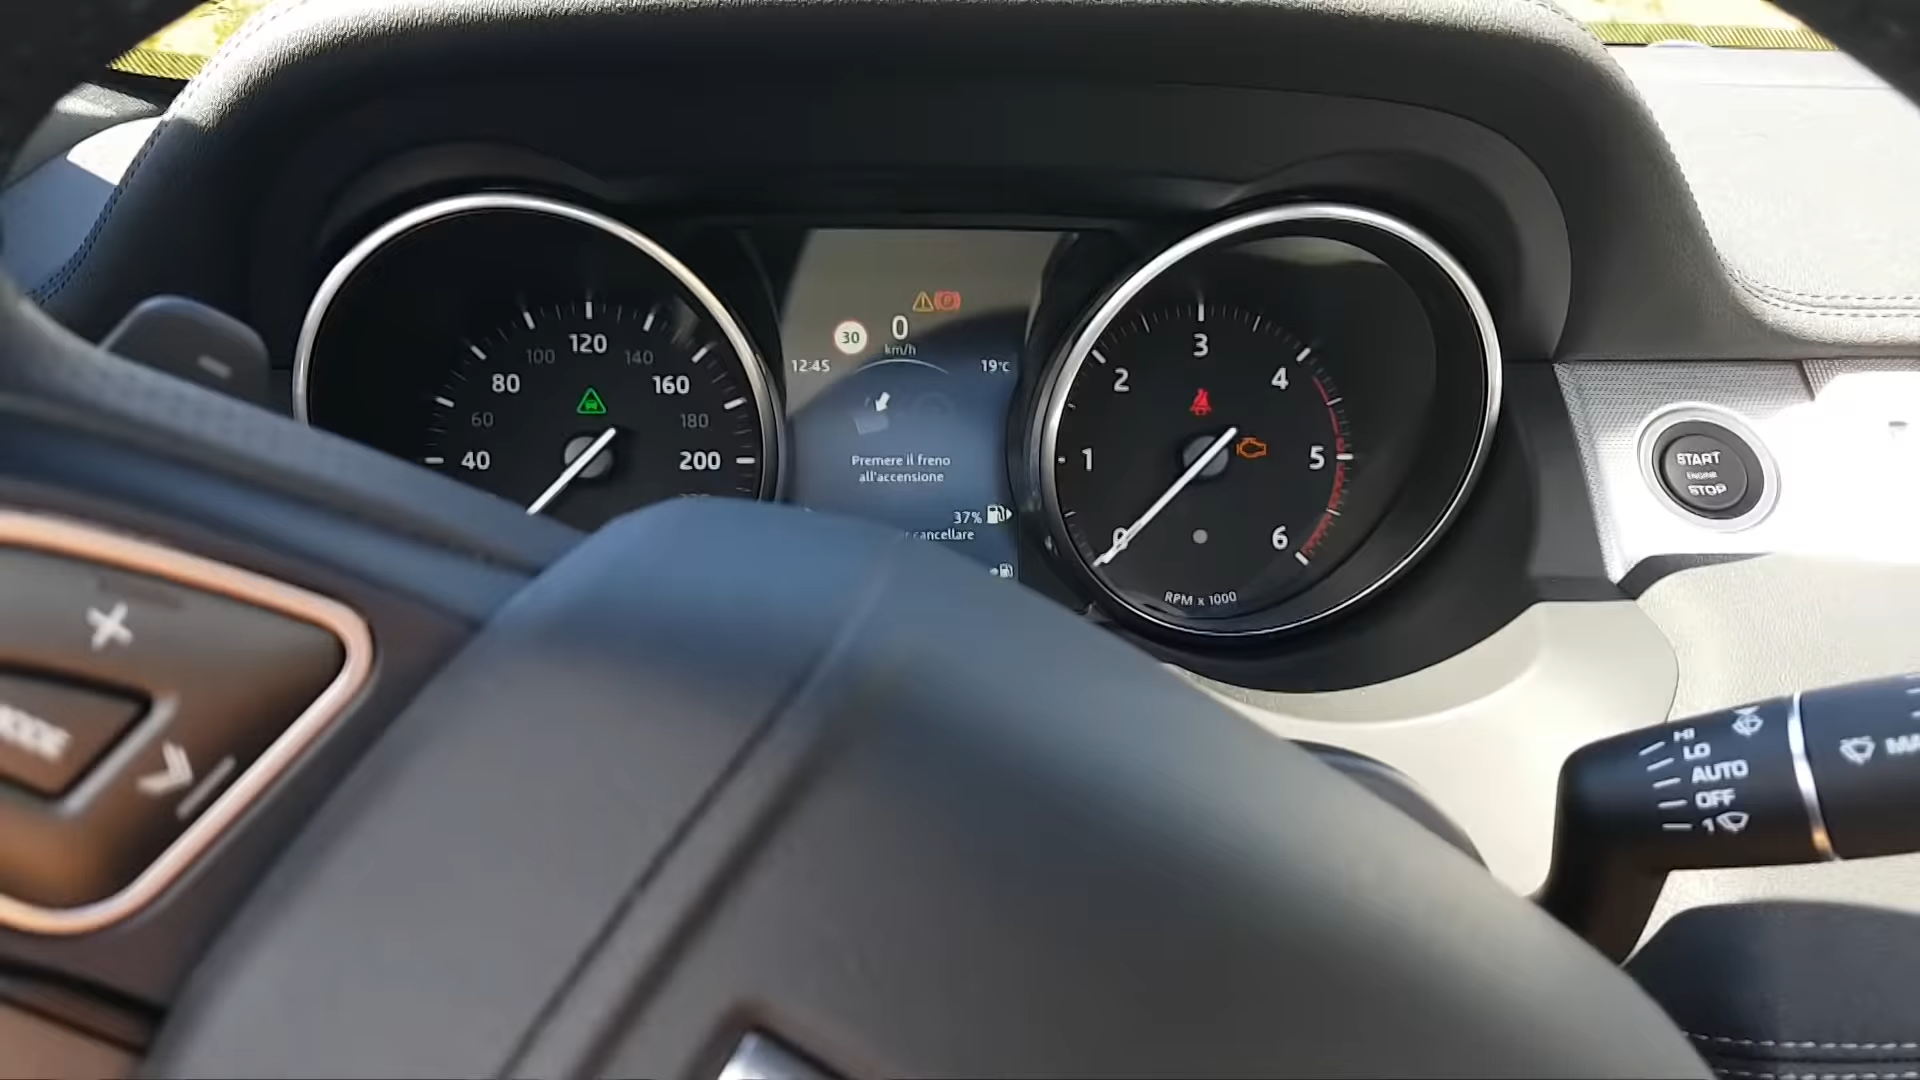 120
100
140
80
160
60
180
40
200
30
0
km/h
12:45
19°C
Premere il freno
all'accensione
37%
cancellare
3
2
4
1
5
0
6
RPM x 1000
START
ENGINE
STOP
+
MODE
HI
LO
AUTO
OFF
1